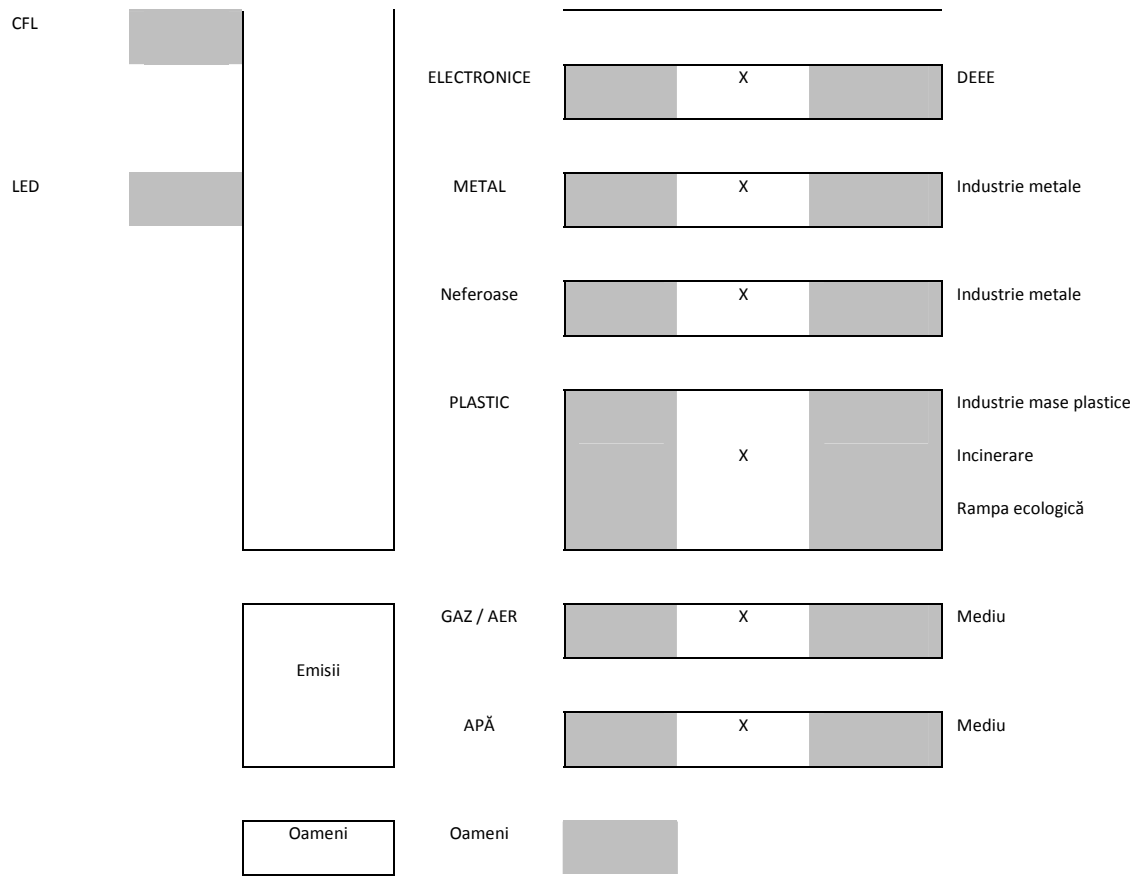 CFL
ELECTRONICE X DEEE
LED METAL X Industrie metale
Neferoase X Industrie metale
PLASTIC Industrie mase plastice
X Incinerare
Rampa ecologică
GAZ / AER X Mediu
Emisii
APĂ X Mediu
Oameni Oameni